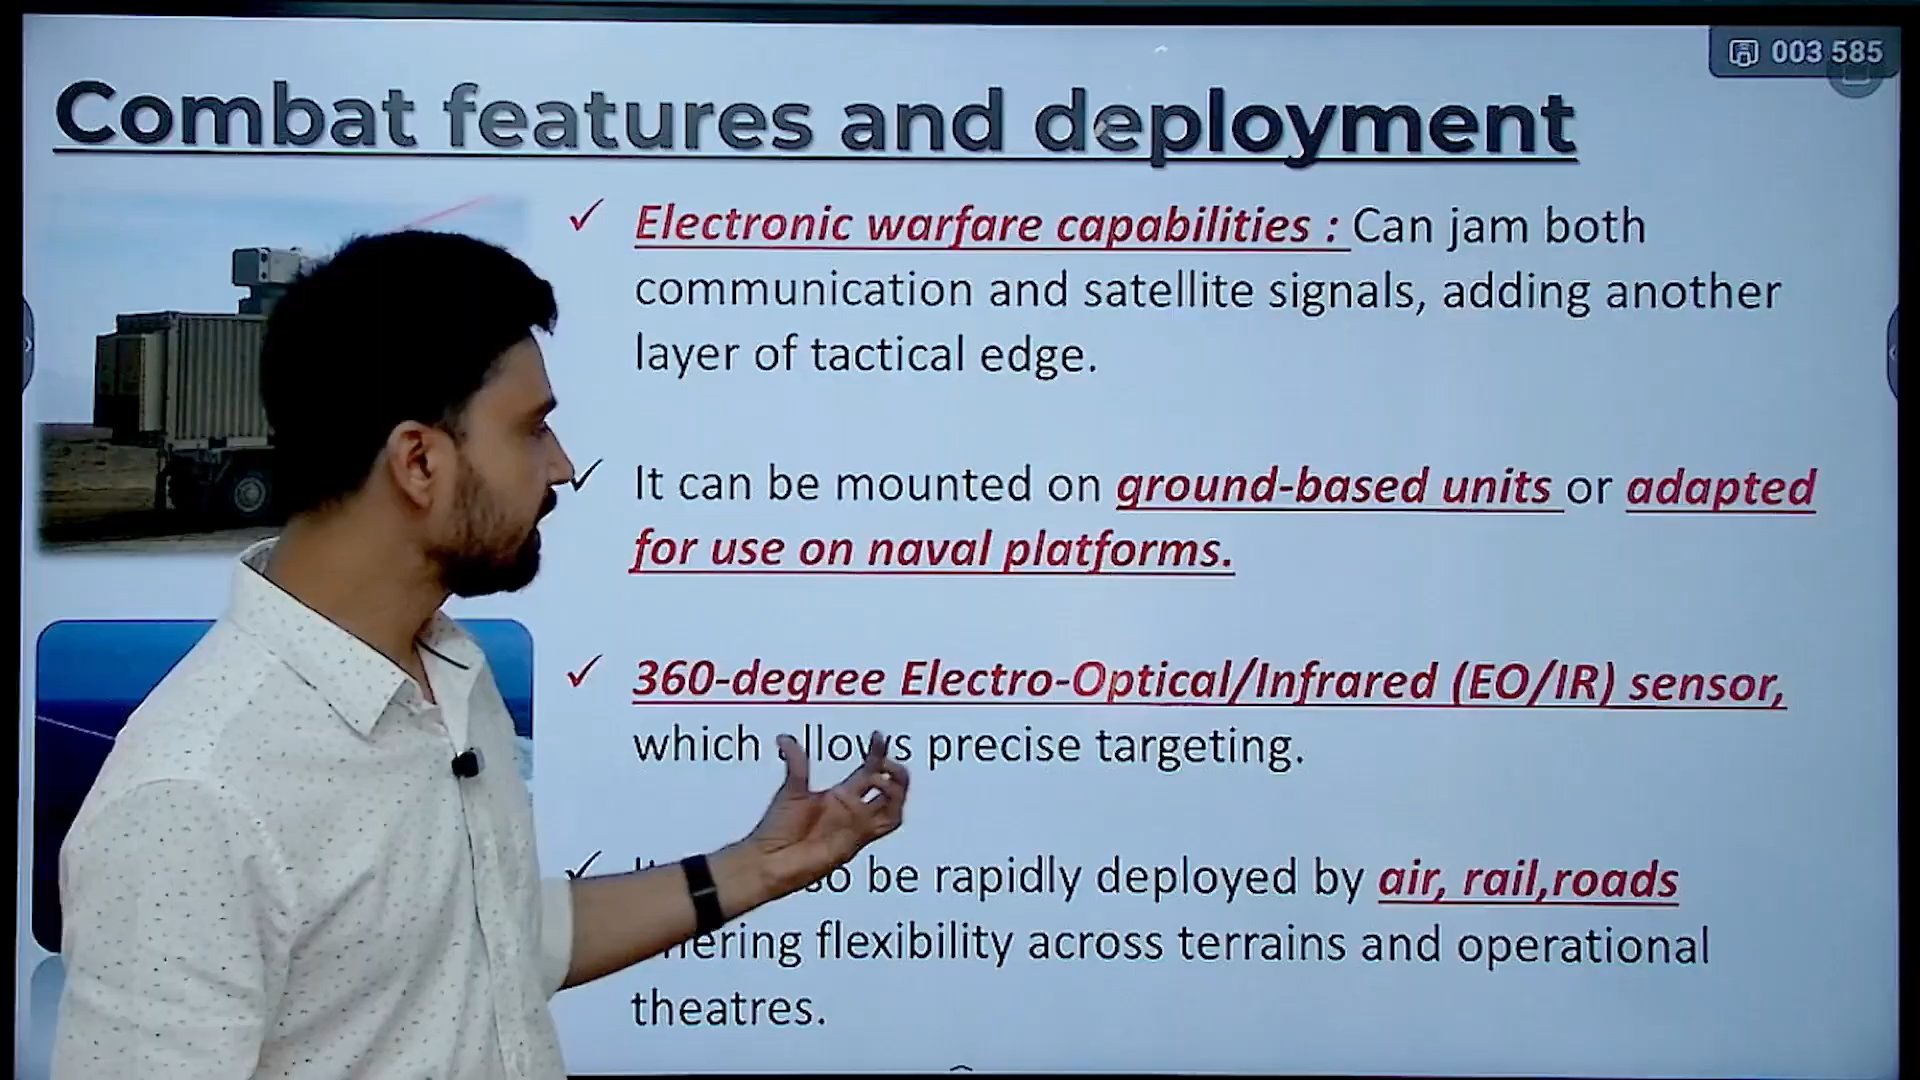 003 585
Combat features and deployment
✓ Electronic warfare capabilities : Can jam both
communication and satellite signals, adding another
layer of tactical edge.
✓ It can be mounted on ground-based units or adapted
for use on naval platforms.
✓ 360-degree Electro-Optical/Infrared (EO/IR) sensor,
which allows precise targeting.
✓ be rapidly deployed by air, rail,roads
flexibility across terrains and operational
theatres.